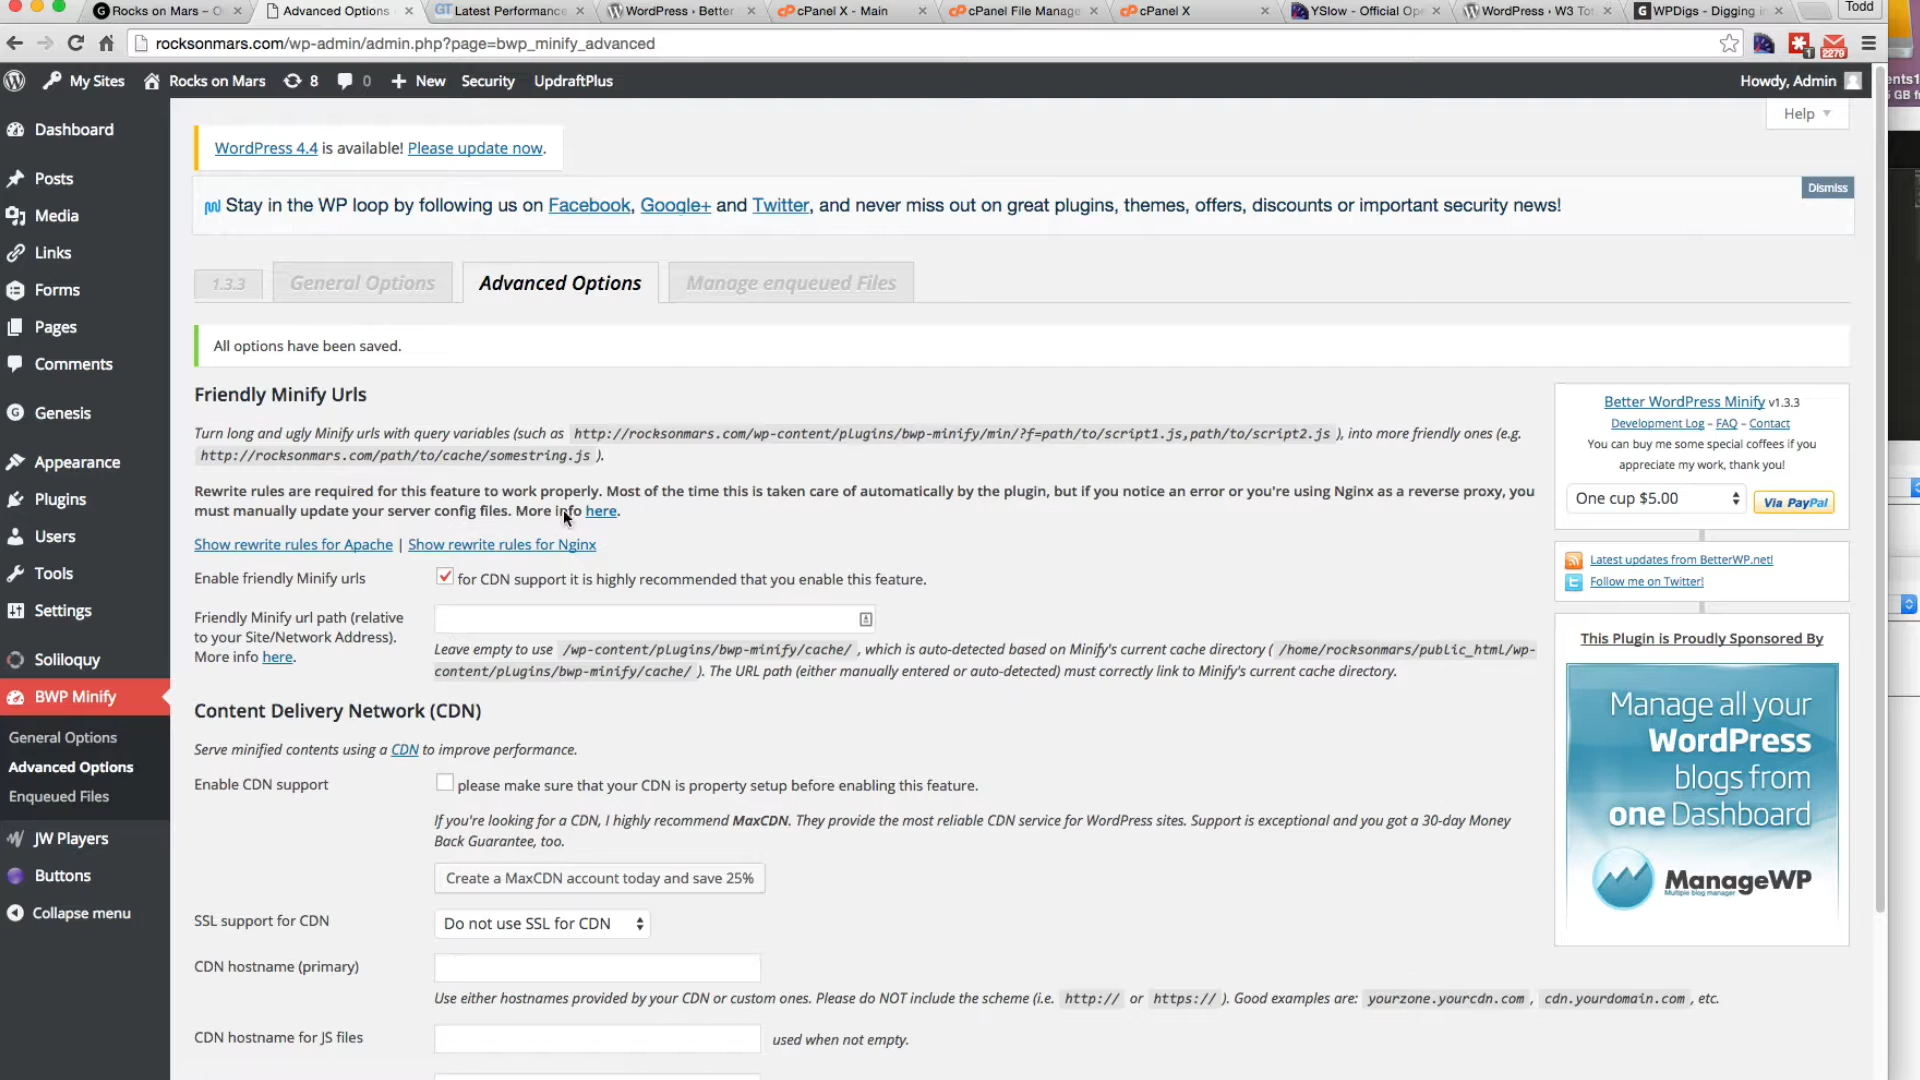 Rocks on Mars – O
Advanced Options
Latest Performance
WordPress › Better
cPanel X - Main
cPanel File Manage
cPanel X
YSlow - Official Op
WordPress › W3 To
WPDigs - Digging i
Todd
rocksonmars.com/wp-admin/admin.php?page=bwp_minify_advanced
1
2279
My Sites
Rocks on Mars
8
0
New
Security
UpdraftPlus
Howdy, Admin
Help
Dashboard
Posts
Media
Links
Forms
Pages
Comments
Genesis
Appearance
Plugins
Users
Tools
Settings
Soliloquy
BWP Minify
General Options
Advanced Options
Enqueued Files
JW Players
Buttons
Collapse menu
WordPress 4.4 is available! Please update now.
Dismiss
Stay in the WP loop by following us on Facebook, Google+ and Twitter, and never miss out on great plugins, themes, offers, discounts or important security news!
1.3.3
General Options
Advanced Options
Manage enqueued Files
All options have been saved.
Friendly Minify Urls
Turn long and ugly Minify urls with query variables (such as http://rocksonmars.com/wp-content/plugins/bwp-minify/min/?f=path/to/script1.js,path/to/script2.js ), into more friendly ones (e.g.
http://rocksonmars.com/path/to/cache/somestring.js ).
Rewrite rules are required for this feature to work properly. Most of the time this is taken care of automatically by the plugin, but if you notice an error or you're using Nginx as a reverse proxy, you
must manually update your server config files. More info here.
Show rewrite rules for Apache | Show rewrite rules for Nginx
Enable friendly Minify urls
for CDN support it is highly recommended that you enable this feature.
Friendly Minify url path (relative
to your Site/Network Address).
More info here.
Leave empty to use /wp-content/plugins/bwp-minify/cache/ , which is auto-detected based on Minify's current cache directory ( /home/rocksonmars/public_html/wp-
content/plugins/bwp-minify/cache/ ). The URL path (either manually entered or auto-detected) must correctly link to Minify's current cache directory.
Content Delivery Network (CDN)
Serve minified contents using a CDN to improve performance.
Enable CDN support
please make sure that your CDN is property setup before enabling this feature.
If you're looking for a CDN, I highly recommend MaxCDN. They provide the most reliable CDN service for WordPress sites. Support is exceptional and you got a 30-day Money
Back Guarantee, too.
Create a MaxCDN account today and save 25%
SSL support for CDN
Do not use SSL for CDN
CDN hostname (primary)
Use either hostnames provided by your CDN or custom ones. Please do NOT include the scheme (i.e. http:// or https:// ). Good examples are: yourzone.yourcdn.com , cdn.yourdomain.com , etc.
CDN hostname for JS files
used when not empty.
Better WordPress Minify v1.3.3
Development Log – FAQ – Contact
You can buy me some special coffees if you
appreciate my work, thank you!
One cup $5.00
Via PayPal
Latest updates from BetterWP.net!
Follow me on Twitter!
This Plugin is Proudly Sponsored By
Manage all your
WordPress
blogs from
one Dashboard
ManageWP
Multiple blog manager